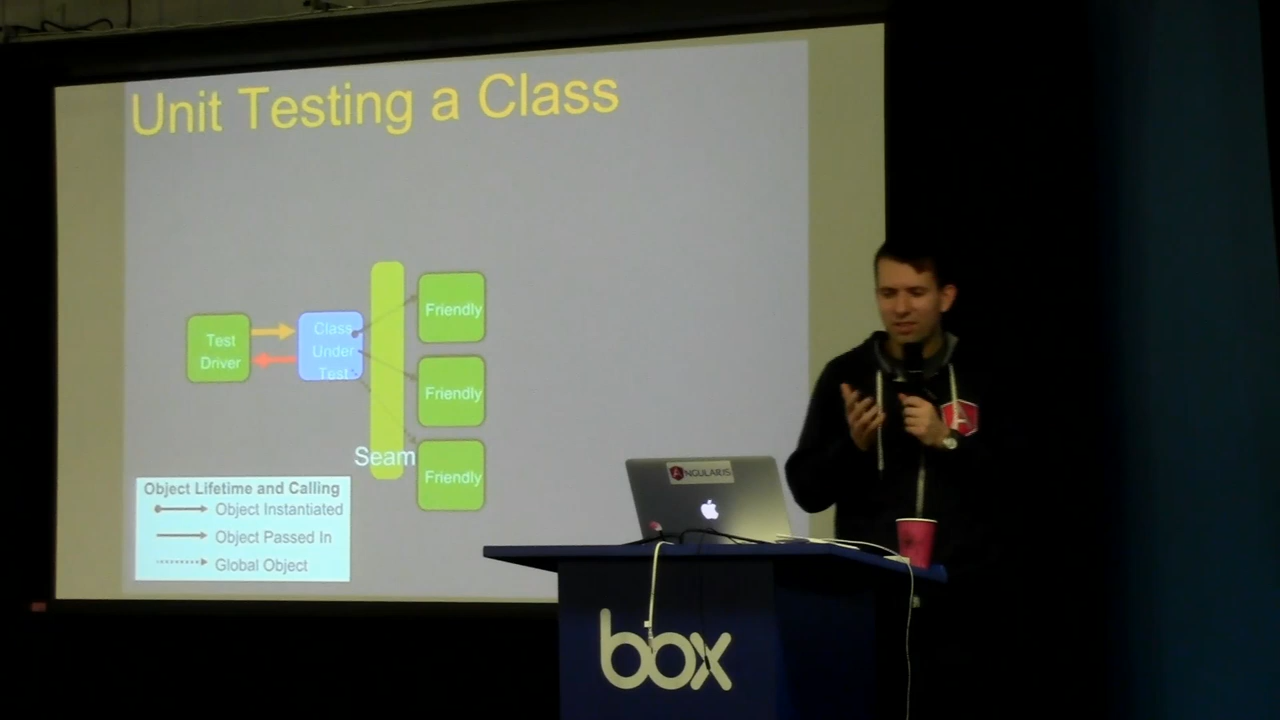 Unit Testing a Class
Test
Driver
Class
Under
Test
Friendly
Friendly
Friendly
Seam
Object Lifetime and Calling
Object Instantiated
Object Passed In
Global Object
NGULARJS
A
box